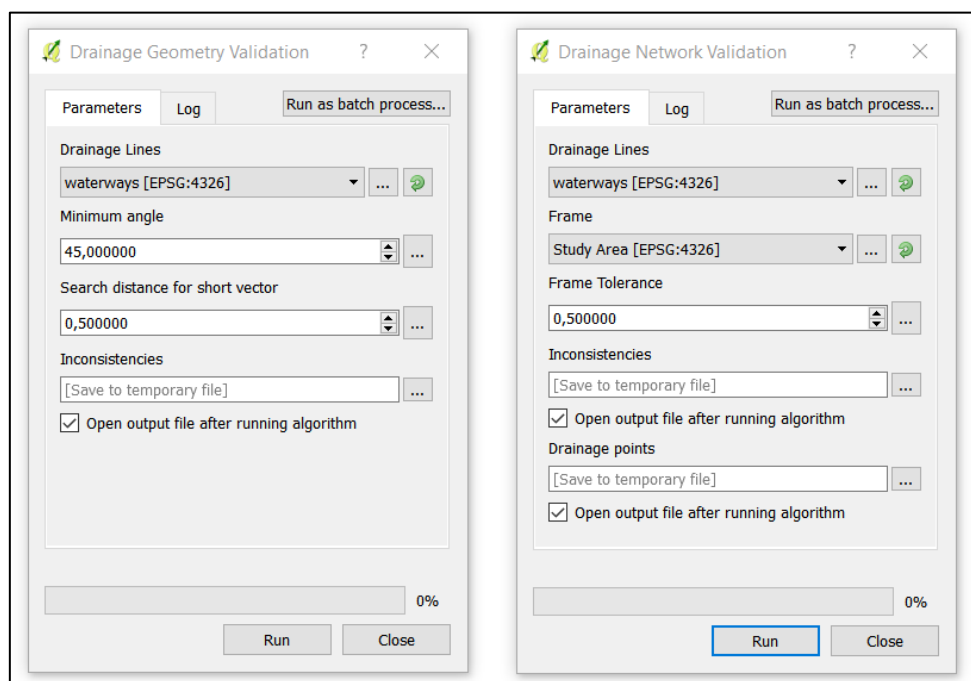 Drainage Geometry Validation ?
Parameters Log Run as batch process...
Drainage Lines
waterways [EPSG:4326] ...
Minimum angle
45,000000 ...
Search distance for short vector
0,500000 ...
Inconsistencies
[Save to temporary file] ...
Open output file after running algorithm
0%
Run Close
Drainage Network Validation ?
Parameters Log Run as batch process...
Drainage Lines
waterways [EPSG:4326] ...
Frame
Study Area [EPSG:4326] ...
Frame Tolerance
0,500000 ...
Inconsistencies
[Save to temporary file] ...
Open output file after running algorithm
Drainage points
[Save to temporary file] ...
Open output file after running algorithm
0%
Run Close